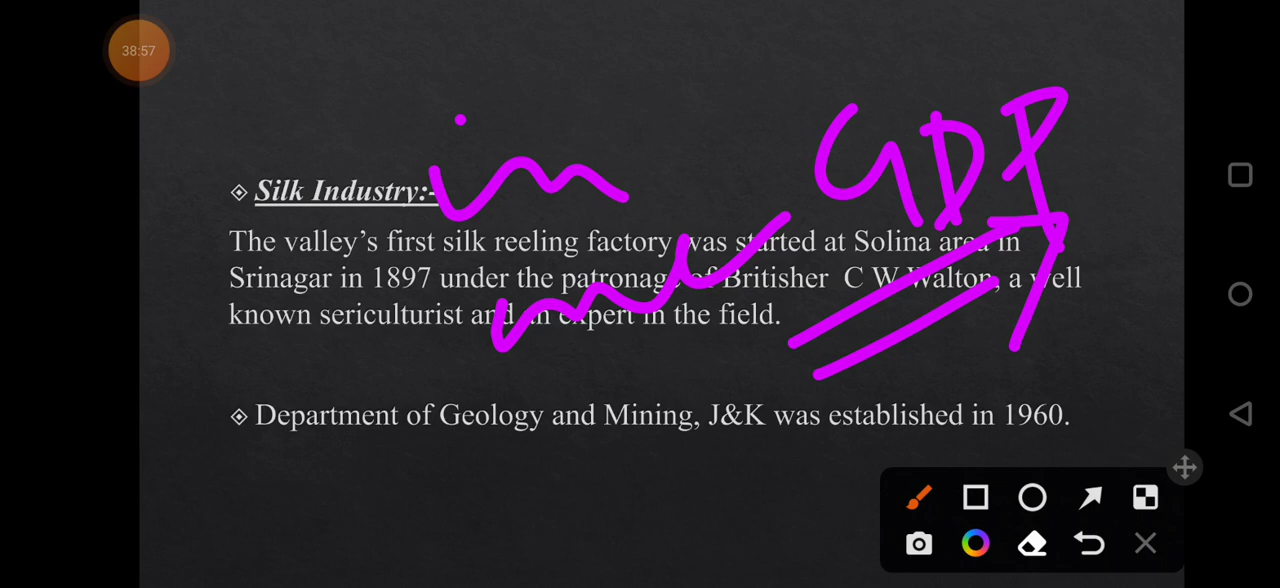 38:57
in
GDP
Silk Industry:-
The valley's first silk reeling factory was started at Solina area in
Srinagar in 1897 under the patronage of Britisher C W Walton, a well
known sericulturist and an expert in the field.
Department of Geology and Mining, J&K was established in 1960.